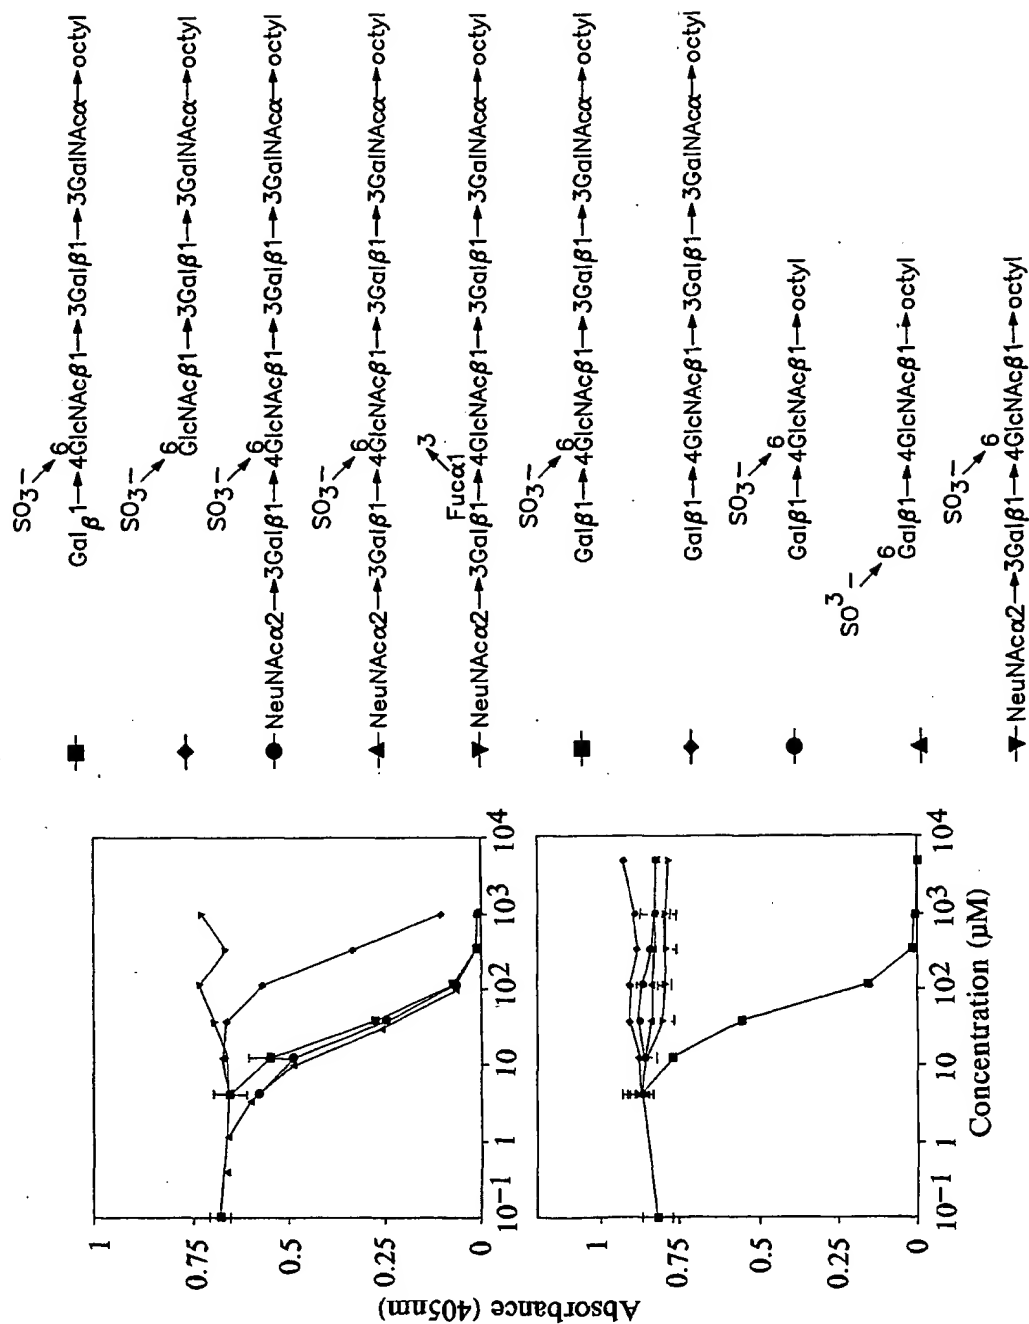 SO3−
6
Gal β1→4GlcNAcβ1→3Galβ1→3GalNAcα→octyl
SO3−
6
GlcNAcβ1→3Galβ1→3GalNAcα→octyl
SO3−
6
NeuNAcα2→3Galβ1→4GlcNAcβ1→3Galβ1→3GalNAcα→octyl
SO3−
6
NeuNAcα2→3Galβ1→4GlcNAcβ1→3Galβ1→3GalNAcα→octyl
Fucα1 3
NeuNAcα2→3Galβ1→4GlcNAcβ1→3Galβ1→3GalNAcα→octyl
SO3−
6
Galβ1→4GlcNAcβ1→3Galβ1→3GalNAcα→octyl
Galβ1→4GlcNAcβ1→3Galβ1→3GalNAcα→octyl
SO3−
6
Galβ1→4GlcNAcβ1→octyl
SO3−
6
Galβ1→4GlcNAcβ1→octyl
SO3−
6
NeuNAcα2→3Galβ1→4GlcNAcβ1→octyl
Absorbance (405nm)
1
0.75
0.5
0.25
0
10−1
1
10
102
103
104
1
0.75
0.5
0.25
0
10−1
1
10
102
103
104
Concentration (µM)